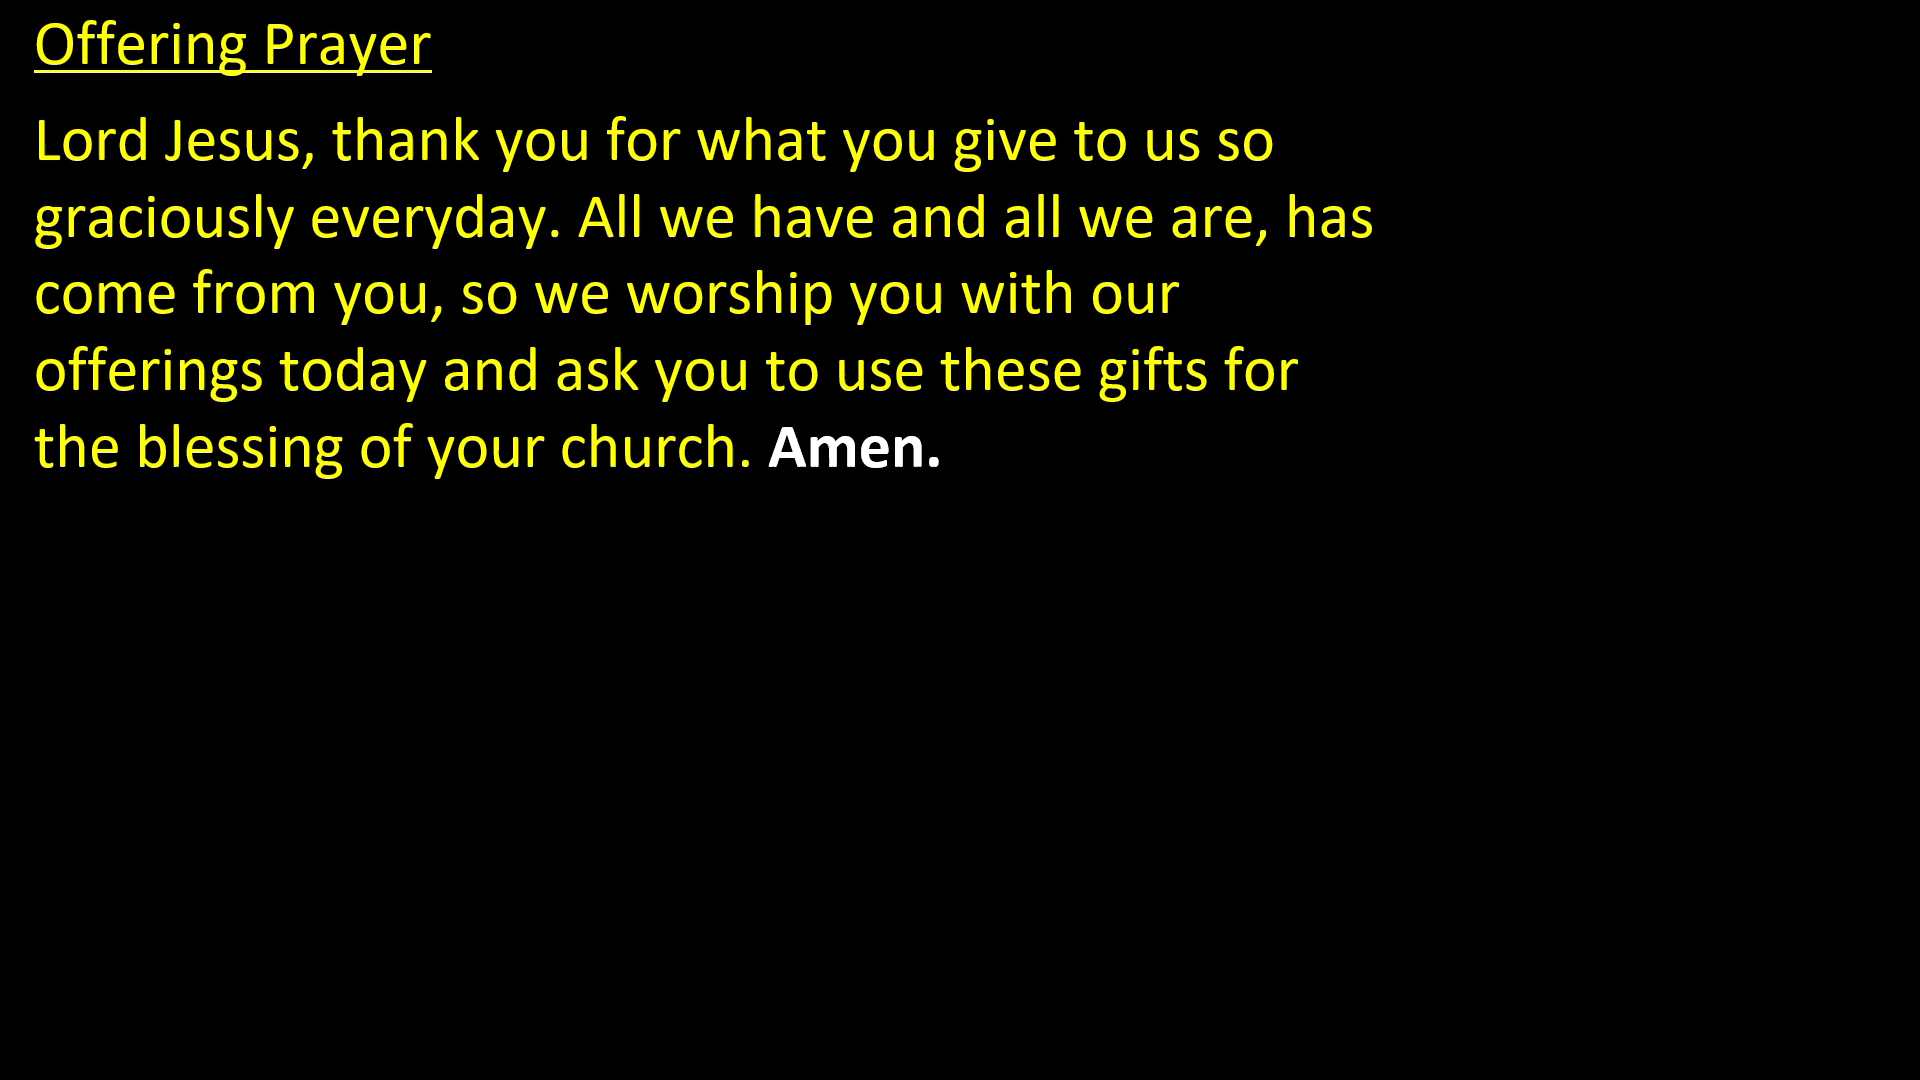 Offering Prayer
Lord Jesus, thank you for what you give to us so
graciously everyday. All we have and all we are, has
come from you, so we worship you with our
offerings today and ask you to use these gifts for
the blessing of your church. Amen.